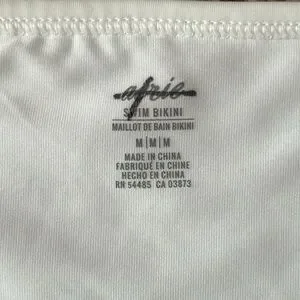 aerie
SWIM BIKINI
MAILLOT DE BAIN BIKINI
M|M|M
MADE IN CHINA
FABRIQUÉ EN CHINE
HECHO EN CHINA
RN 54485 CA 03873